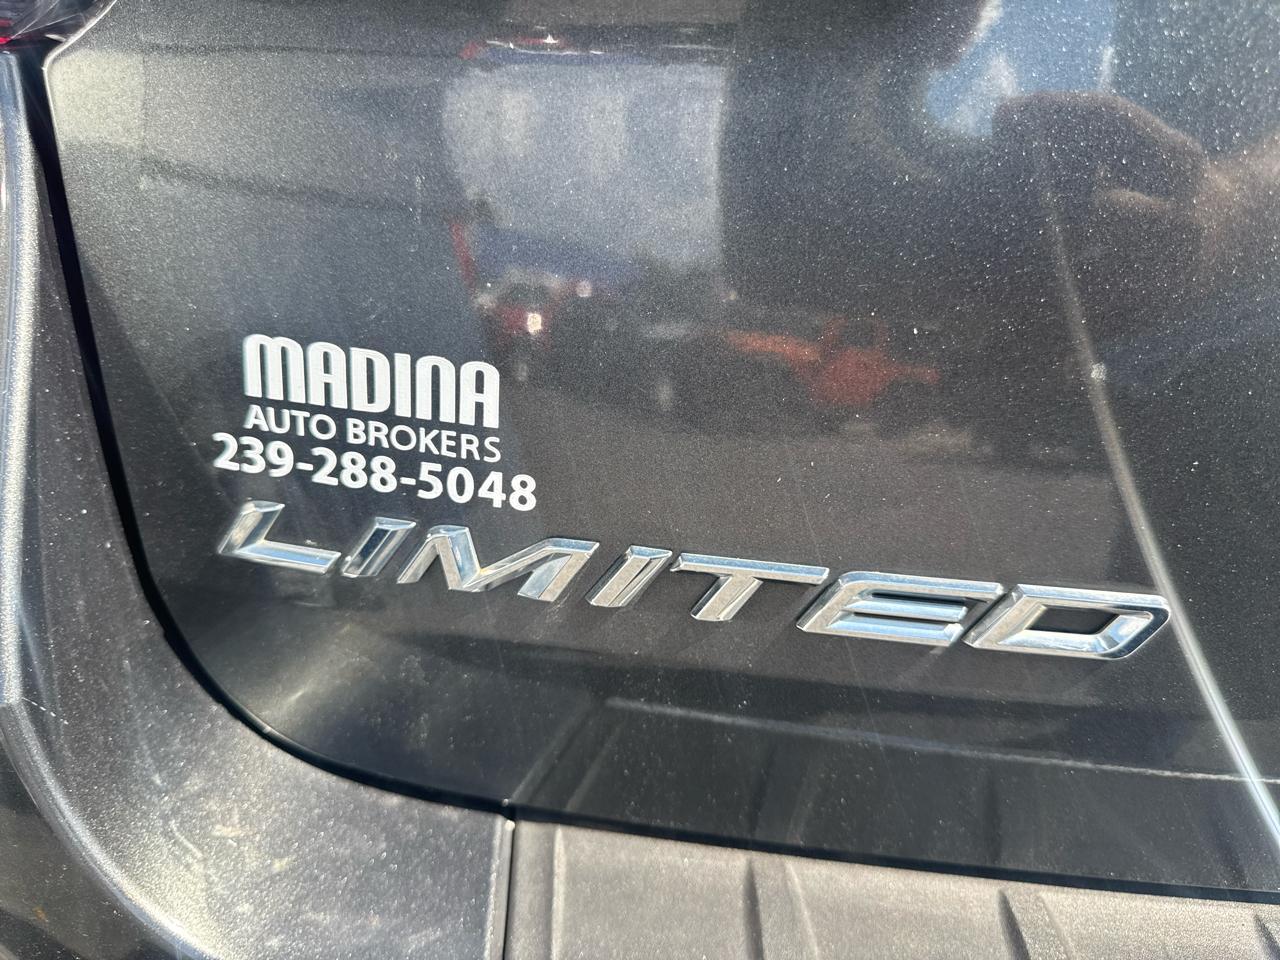 MADINA
AUTO BROKERS
239-288-5048
LIMITED